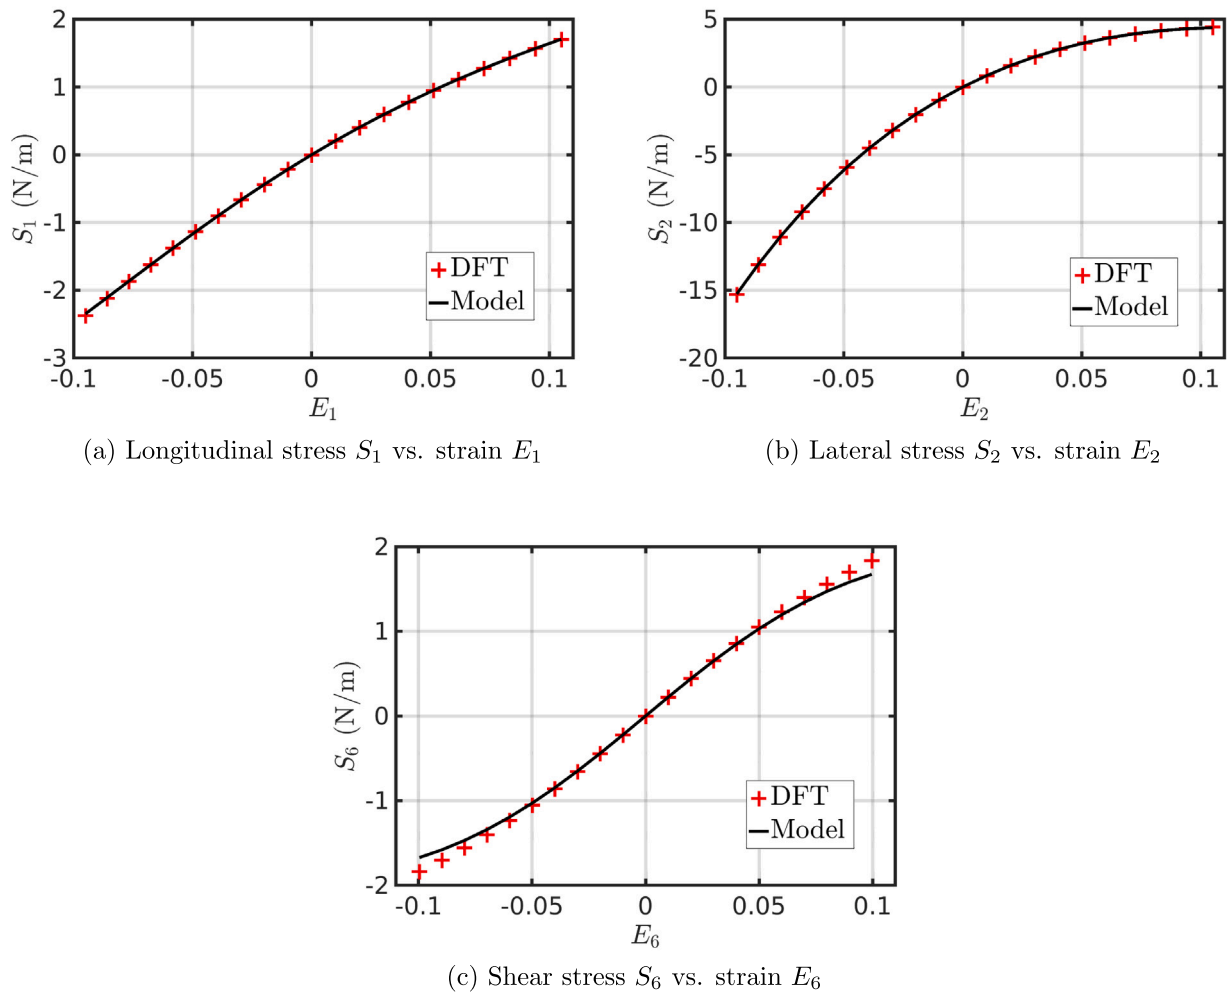 2
1
0
-1
-2
-3
-0.1
-0.05
0
0.05
0.1
S1 (N/m)
E1
DFT
Model
(a) Longitudinal stress S1 vs. strain E1
5
0
-5
-10
-15
-20
-0.1
-0.05
0
0.05
0.1
S2 (N/m)
E2
DFT
Model
(b) Lateral stress S2 vs. strain E2
2
1
0
-1
-2
-0.1
-0.05
0
0.05
0.1
S6 (N/m)
E6
DFT
Model
(c) Shear stress S6 vs. strain E6